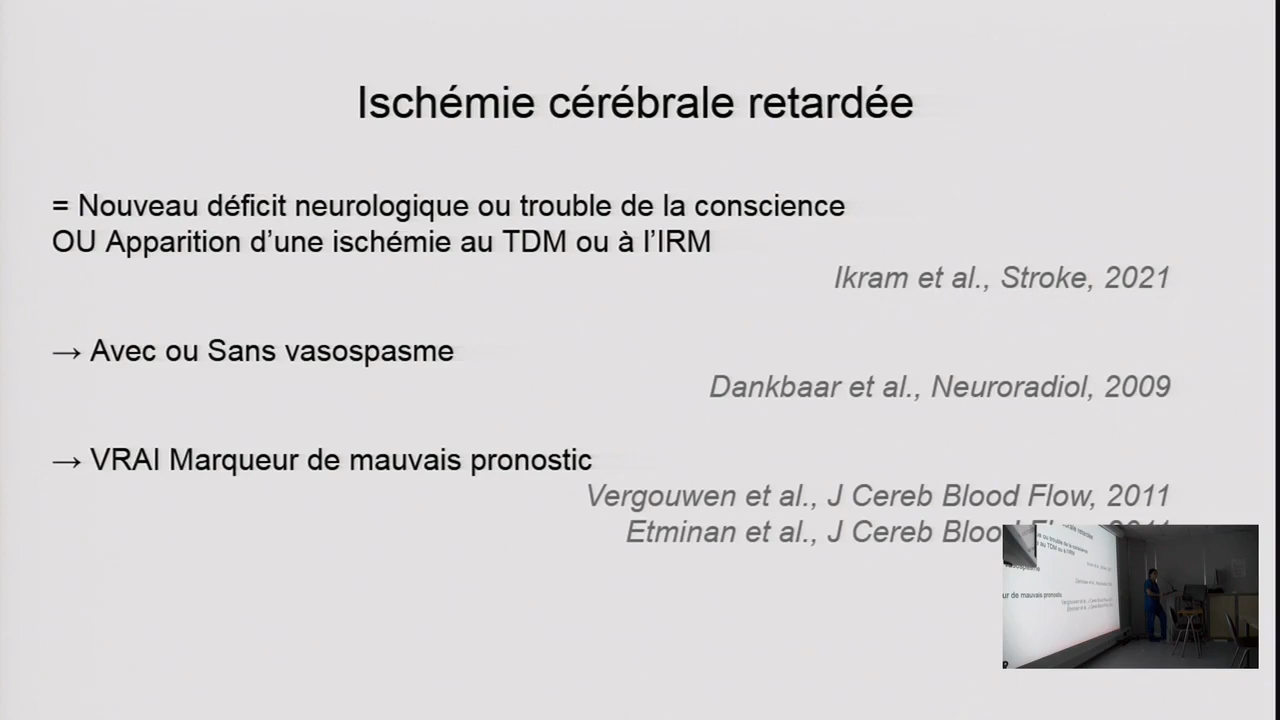 Ischémie cérébrale retardée
= Nouveau déficit neurologique ou trouble de la conscience
OU Apparition d’une ischémie au TDM ou à l’IRM
Ikram et al., Stroke, 2021
→ Avec ou Sans vasospasme
Dankbaar et al., Neuroradiol, 2009
→ VRAI Marqueur de mauvais pronostic
Vergouwen et al., J Cereb Blood Flow, 2011
Etminan et al., J Cereb